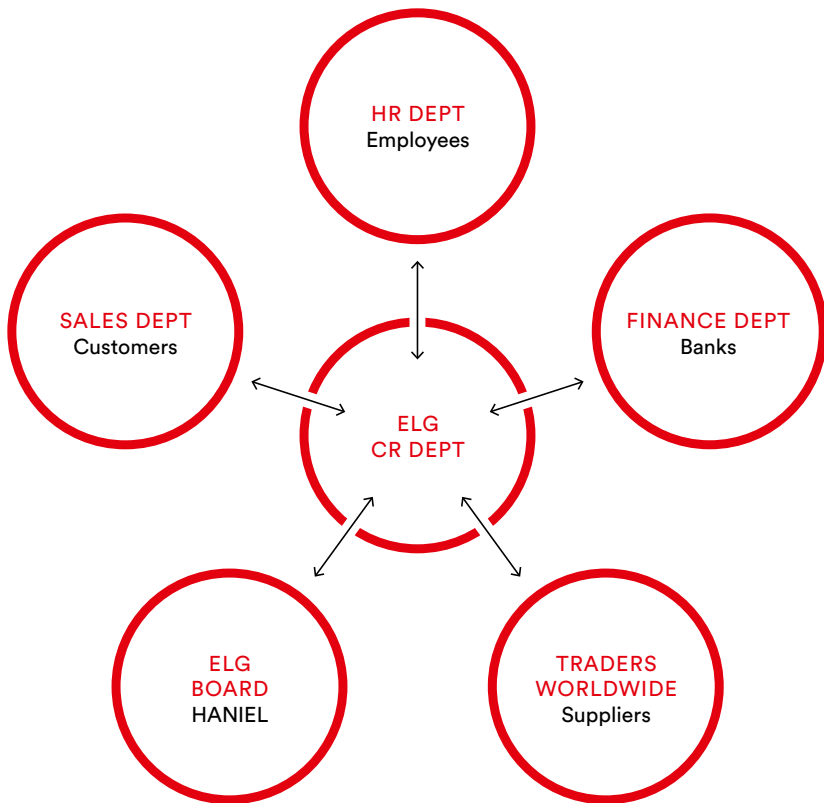 HR DEPT
Employees
SALES DEPT
Customers
FINANCE DEPT
Banks
ELG
CR DEPT
ELG
BOARD
HANIEL
TRADERS
WORLDWIDE
Suppliers